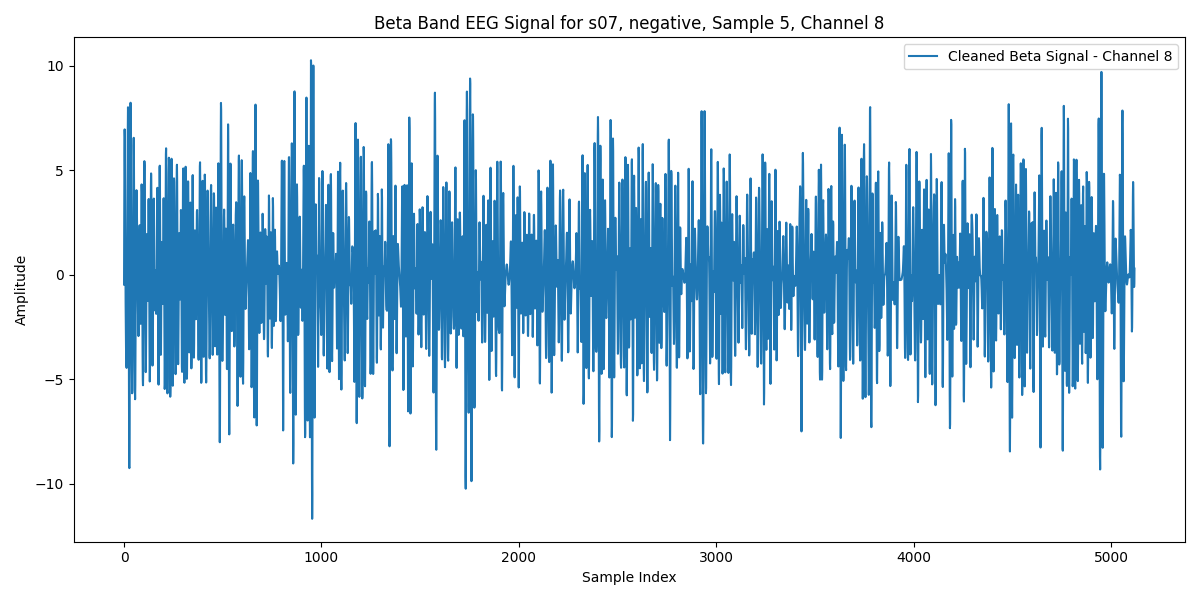 Beta Band EEG Signal for s07, negative, Sample 5, Channel 8
Cleaned Beta Signal - Channel 8
Amplitude
10
5
0
−5
−10
0 1000 2000 3000 4000 5000
Sample Index